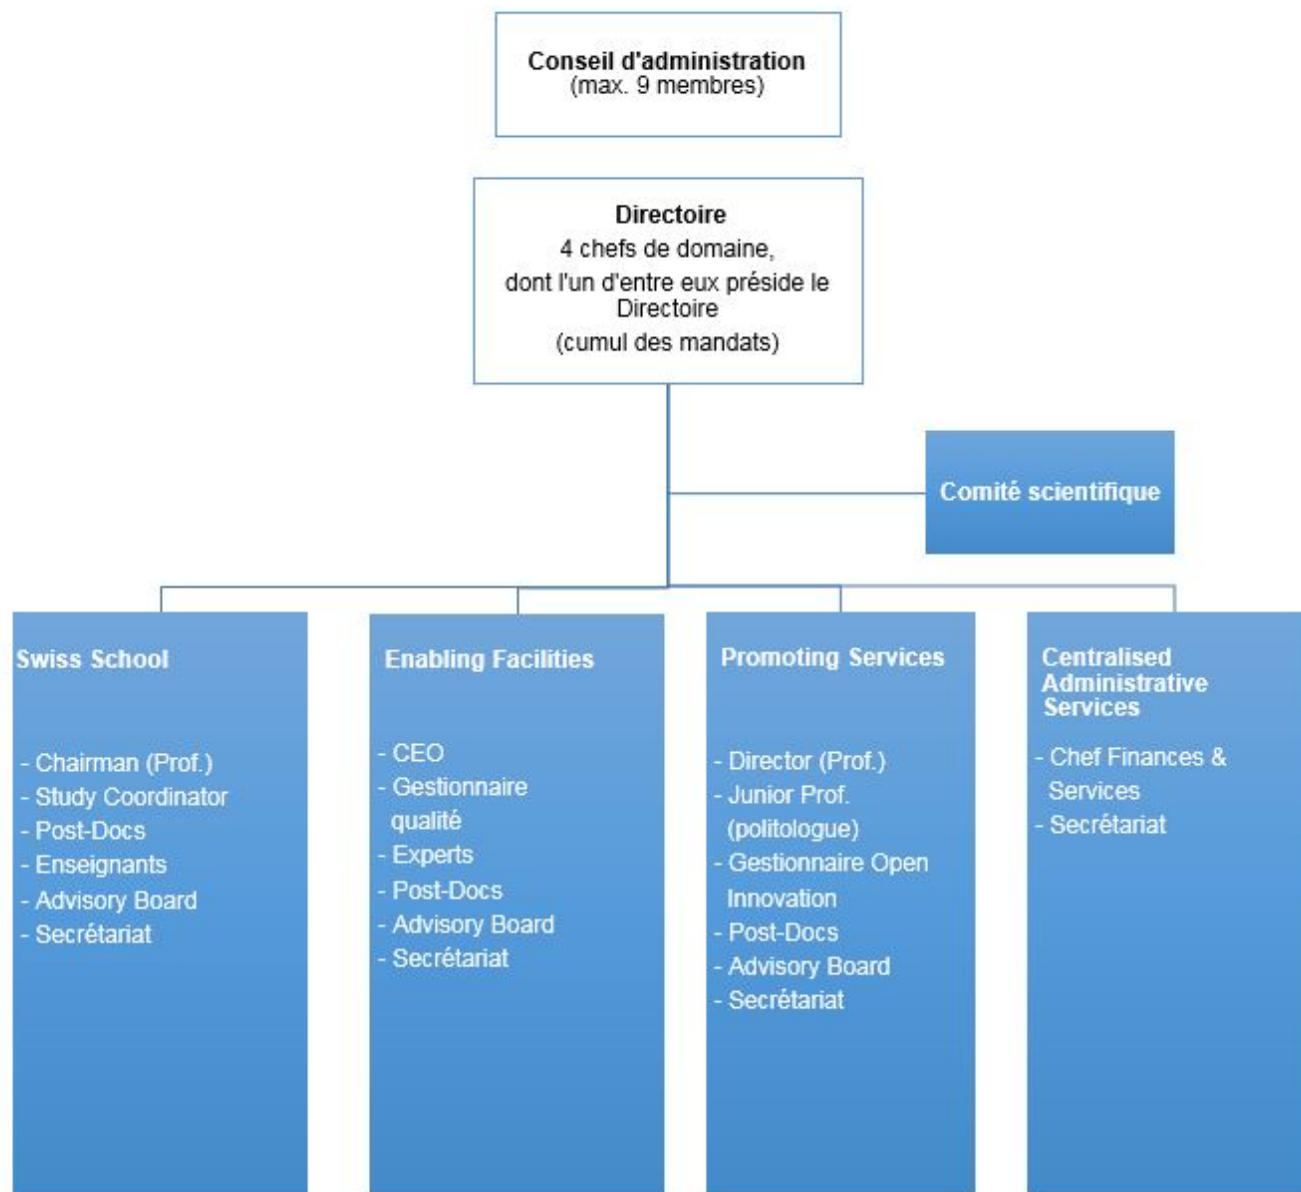 Conseil d'administration
(max. 9 membres)
Directoire
4 chefs de domaine,
dont l'un d'entre eux préside le
Directoire
(cumul des mandats)
Comité scientifique
Swiss School
- Chairman (Prof.)
- Study Coordinator
- Post-Docs
- Enseignants
- Advisory Board
- Secrétariat
Enabling Facilities
- CEO
- Gestionnaire
qualité
- Experts
- Post-Docs
- Advisory Board
- Secrétariat
Promoting Services
- Director (Prof.)
- Junior Prof.
(politologue)
- Gestionnaire Open
Innovation
- Post-Docs
- Advisory Board
- Secrétariat
Centralised
Administrative
Services
- Chef Finances &
Services
- Secrétariat